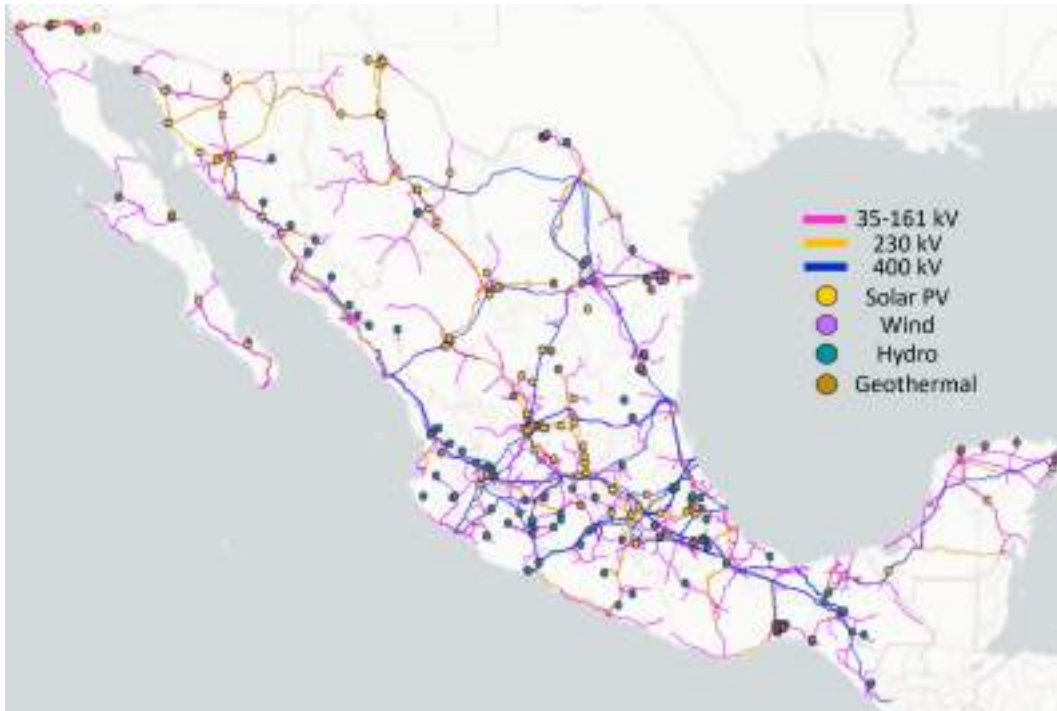 35-161 kV
230 kV
400 kV
Solar PV
Wind
Hydro
Geothermal